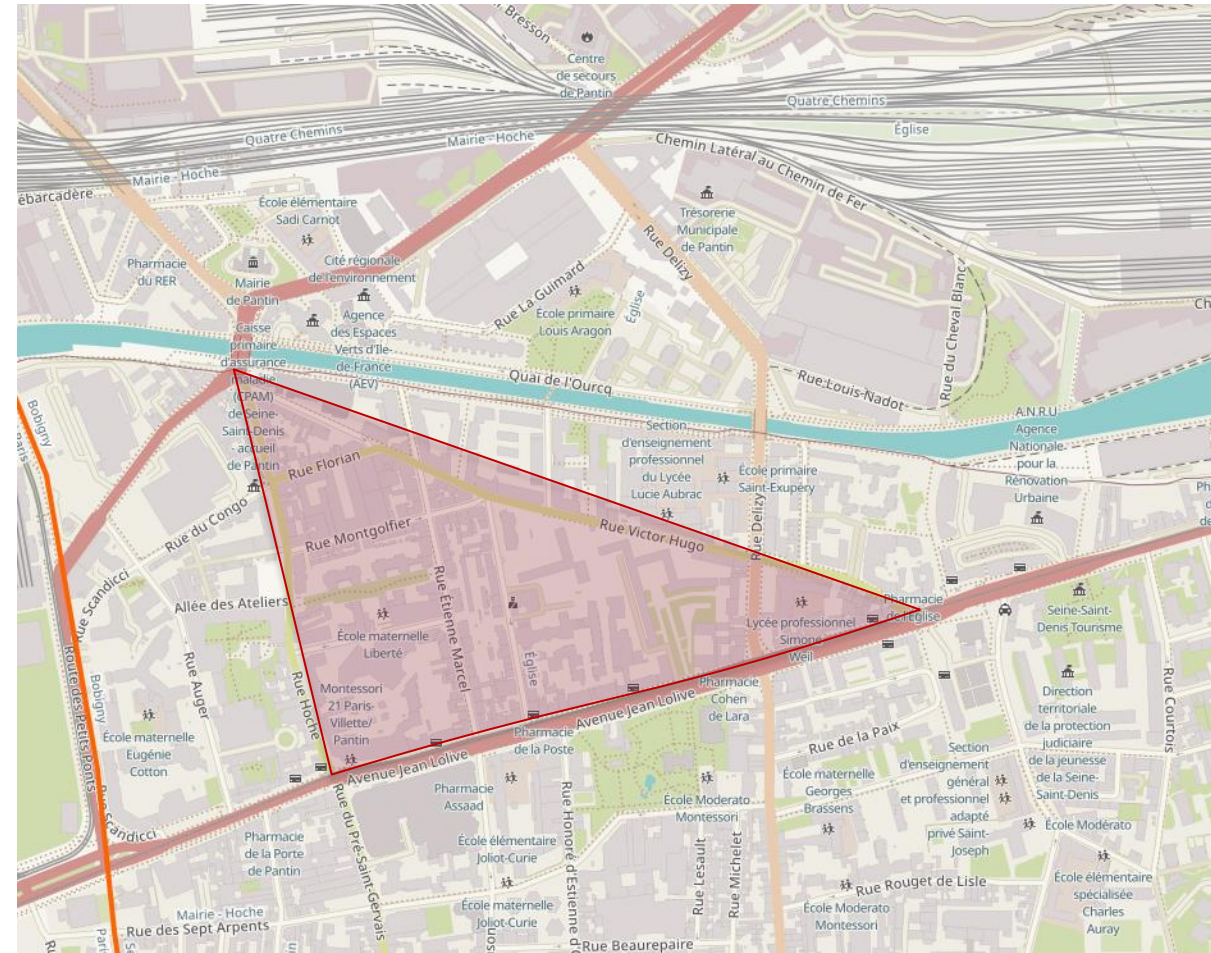 Bresson
Centre
de secours
de Pantin
Quatre Chemins
Quatre Chemins
Église
Mairie - Hoche
Chemin Latéral au Chemin de Fer
Mairie - Hoche
ébarcadère
École élémentaire
Sadi Carnot
Trésorerie
Municipale
de Pantin
Rue Delizy
Pharmacie
du RER
Mairie
de Pantin
Cité régionale
de l'environnement
Rue La Guimard
Église
École primaire
Louis Aragon
Rue du Cheval Blanc
Ch
Agence
des Espaces
Verts d'Ile-
de-France
(AEV)
Caisse
primaire
d'assurance
maladie
(CPAM)
de Seine-
Saint-Denis
- accueil
de Pantin
Quai de l'Ourcq
Rue Louis-Nadot
A.N.R.U
Agence
Nationale
pour la
Rénovation
Urbaine
Bobigny
Paris
Section
d'enseignement
professionnel
du Lycée
Lucie Aubrac
École primaire
Saint-Exupéry
Rue Florian
Rue du Congo
Rue Montgolfier
Rue Victor Hugo
Rue Delizy
Ph
d
de
Rue Scandicci
Allée des Ateliers
Rue Étienne Marcel
École maternelle
Liberté
Pharmacie
de l'Église
Lycée professionnel
Simone
Weil
Seine-Saint-
Denis Tourisme
Route des Petits Ponts
Bobigny
Rue Auger
Rue Hoche
Église
Montessori
21 Paris-
Villette/
Pantin
Pharmacie
Cohen
de Lara
Direction
territoriale
de la protection
judiciaire
de la jeunesse
de la Seine-
Saint-Denis
Rue Courtois
École maternelle
Eugénie
Cotton
Avenue Jean Lolive
Pharmacie
de la Poste
Rue de la Paix
Section
d'enseignement
général
et professionnel
adapté
privé Saint-
Joseph
Avenue Jean Lolive
Pharmacie
Assaad
École Moderato
Montessori
École maternelle
Georges
Brassens
Rue Scandicci
Rue du Pré-Saint-Gervais
Rue Honoré d'Estienne d'
École Modérato
Pharmacie
de la Porte
de Pantin
École élémentaire
Joliot-Curie
Rue Lesault
Rue Michelet
École élémentaire
spécialisée
Charles
Auray
Rue Rouget de Lisle
École maternelle
Joliot-Curie
École Moderato
Montessori
Mairie - Hoche
Rue des Sept Arpents
Rue Beaurepaire